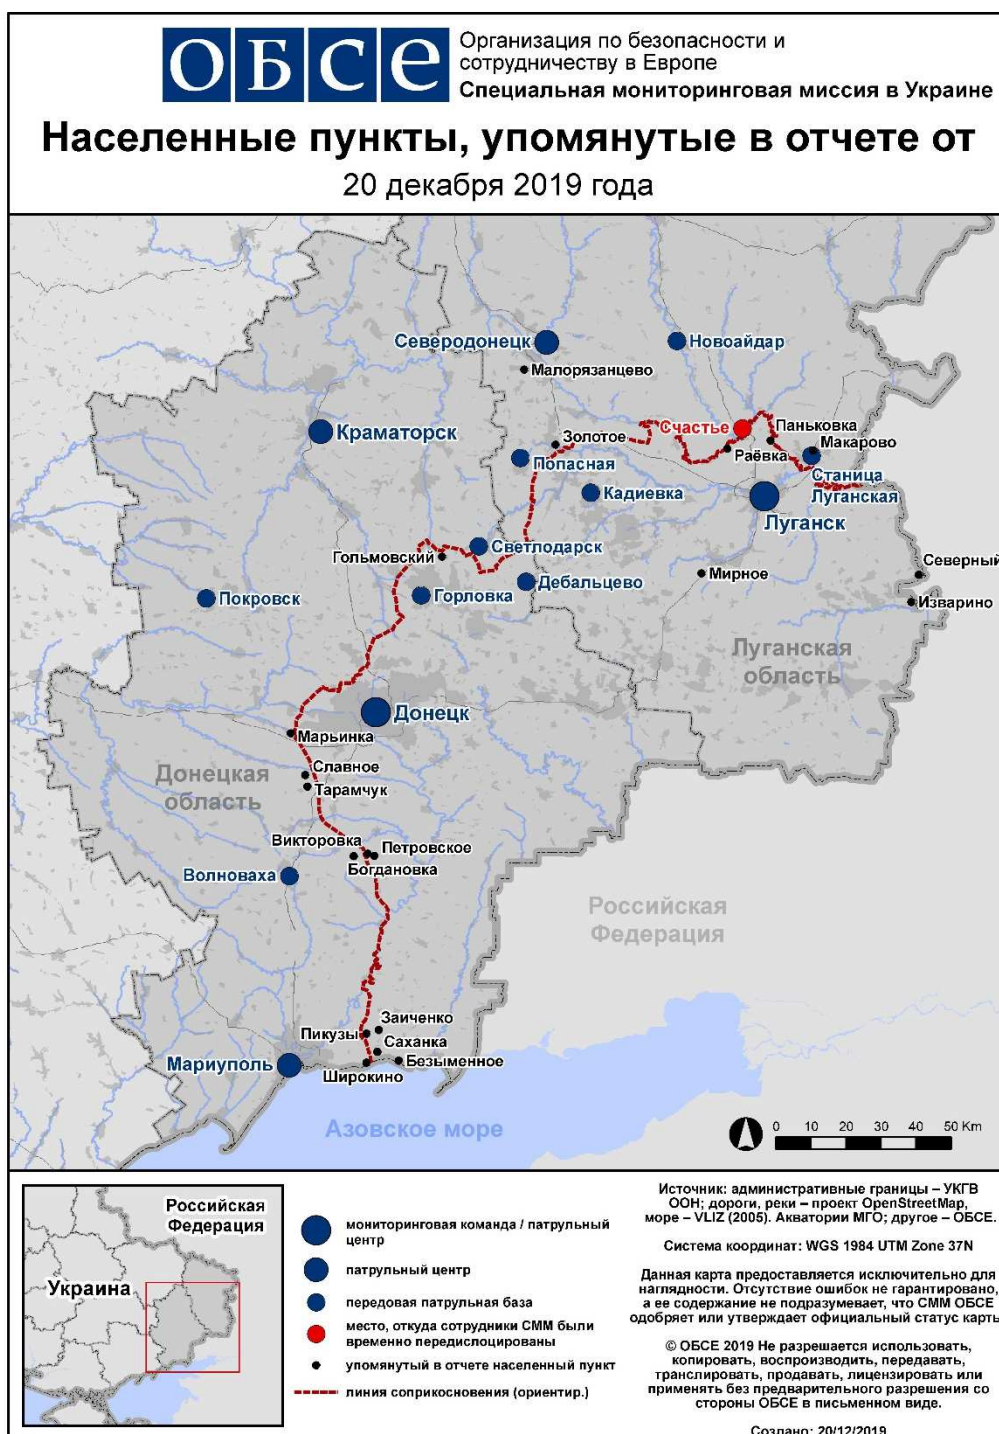 ОБСЕ
Организация по безопасности и
сотрудничеству в Европе
Специальная мониторинговая миссия в Украине
Населенные пункты, упомянутые в отчете от
20 декабря 2019 года
Северодонецк
Новоайдар
Малорязанцево
Счастье
Паньковка
Краматорск
Золотое
Макарово
Раёвка
Попасная
Станица
Луганская
Кадиевка
Луганск
Светлодарск
Гольмовский
Северный
Мирное
Дебальцево
Горловка
Покровск
Изварино
Луганская
область
Донецк
Марьинка
Славное
Донецкая
область
Тарамчук
Викторовка
Петровское
Богдановка
Волноваха
Российская
Федерация
Заиченко
Пикузы
Саханка
Безыменное
Мариуполь
Широкино
Азовское море
0 10 20 30 40 50 Km
Российская
Федерация
Украина
мониторинговая команда / патрульный
центр
патрульный центр
передовая патрульная база
место, откуда сотрудники СММ были
временно передислоцированы
упомянутый в отчете населенный пункт
линия соприкосновения (ориентир.)
Источник: административные границы – УКГВ
ООН; дороги, реки – проект OpenStreetMap,
море – VLIZ (2005). Акватории МГО; другое – ОБСЕ.
Система координат: WGS 1984 UTM Zone 37N
Данная карта предоставляется исключительно для
наглядности. Отсутствие ошибок не гарантировано,
а ее содержание не подразумевает, что СММ ОБСЕ
одобряет или утверждает официальный статус карты
© ОБСЕ 2019 Не разрешается использовать,
копировать, воспроизводить, передавать,
транслировать, продавать, лицензировать или
применять без предварительного разрешения со
стороны ОБСЕ в письменном виде.
Создано: 20/12/2019